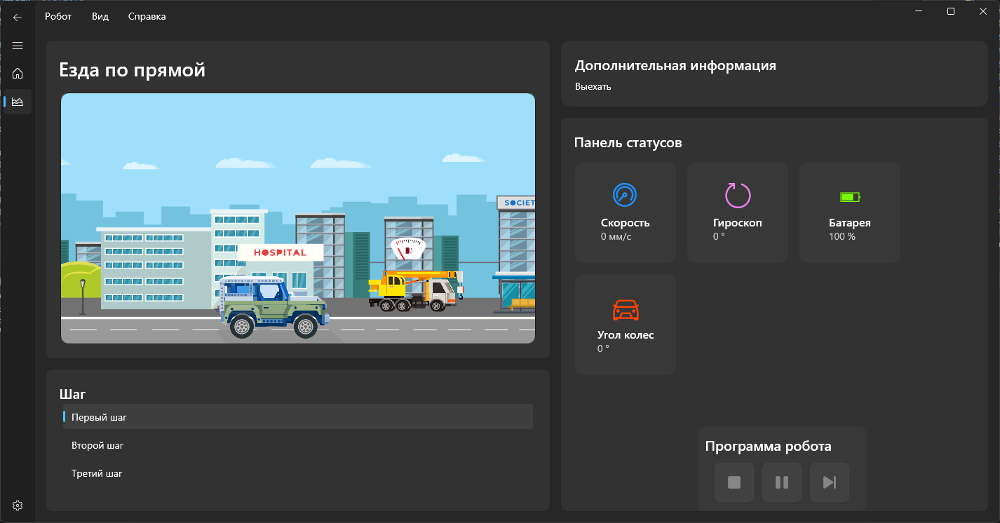 Робот
Вид
Справка
Езда по прямой
SOCIET
HOSPITAL
Шаг
Первый шаг
Второй шаг
Третий шаг
Дополнительная информация
Выехать
Панель статусов
Скорость
0 мм/с
Гироскоп
0 °
Батарея
100 %
Угол колес
0 °
Программа робота